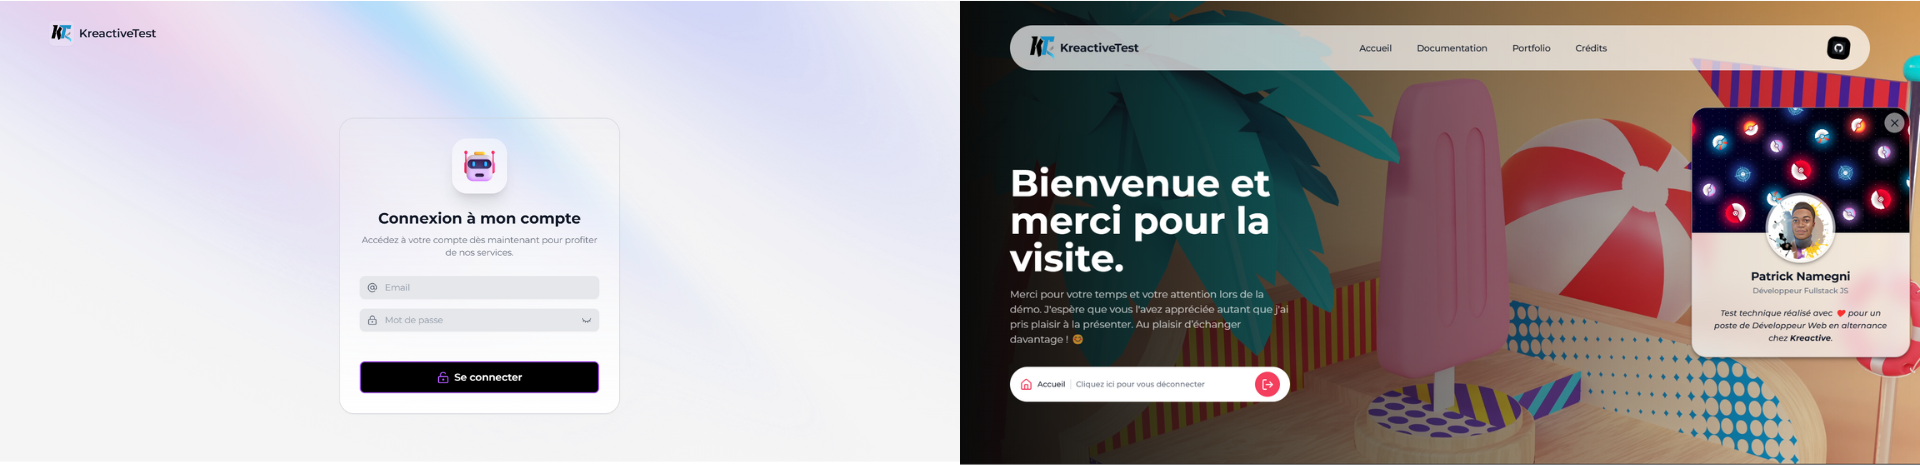 KreactiveTest
Connexion à mon compte
Accédez à votre compte dès maintenant pour profiter
de nos services.
Email
Mot de passe
Se connecter
KreactiveTest
Accueil
Documentation
Portfolio
Crédits
Bienvenue et
merci pour la
visite.
Merci pour votre temps et votre attention lors de la
démo. J'espère que vous l'avez appréciée autant que j'ai
pris plaisir à la présenter. Au plaisir d'échanger
davantage ! 😊
Accueil | Cliquez ici pour vous déconnecter
Patrick Namegni
Développeur Fullstack JS
Test technique réalisé avec ❤️ pour un
poste de Développeur Web en alternance
chez Kreactive.